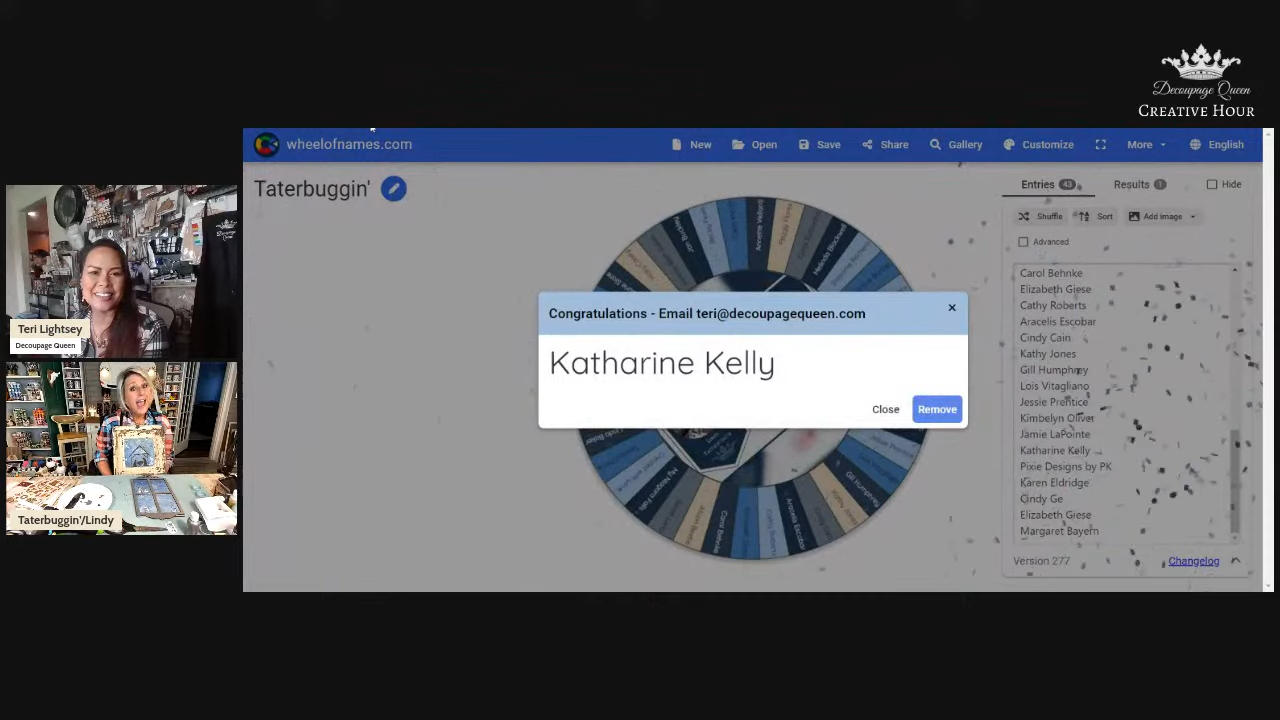 Decoupage Queen
CREATIVE HOUR
wheelofnames.com
New
Open
Save
Share
Gallery
Customize
More
English
Taterbuggin'
Entries 43
Results 1
Hide
Shuffle
Sort
Add image
Advanced
Carol Behnke
Elizabeth Giese
Cathy Roberts
Aracelis Escobar
Cindy Cain
Kathy Jones
Gill Humphrey
Lois Vitagliano
Jessie Prentice
Kimbelyn Oliver
Jamie LaPointe
Katharine Kelly
Pixie Designs by PK
Karen Eldridge
Cindy Ge
Elizabeth Giese
Margaret Bayern
Version 277
Changelog
Congratulations - Email teri@decoupagequeen.com
Katharine Kelly
Close
Remove
Teri Lightsey
Decoupage Queen
Taterbuggin'/Lindy